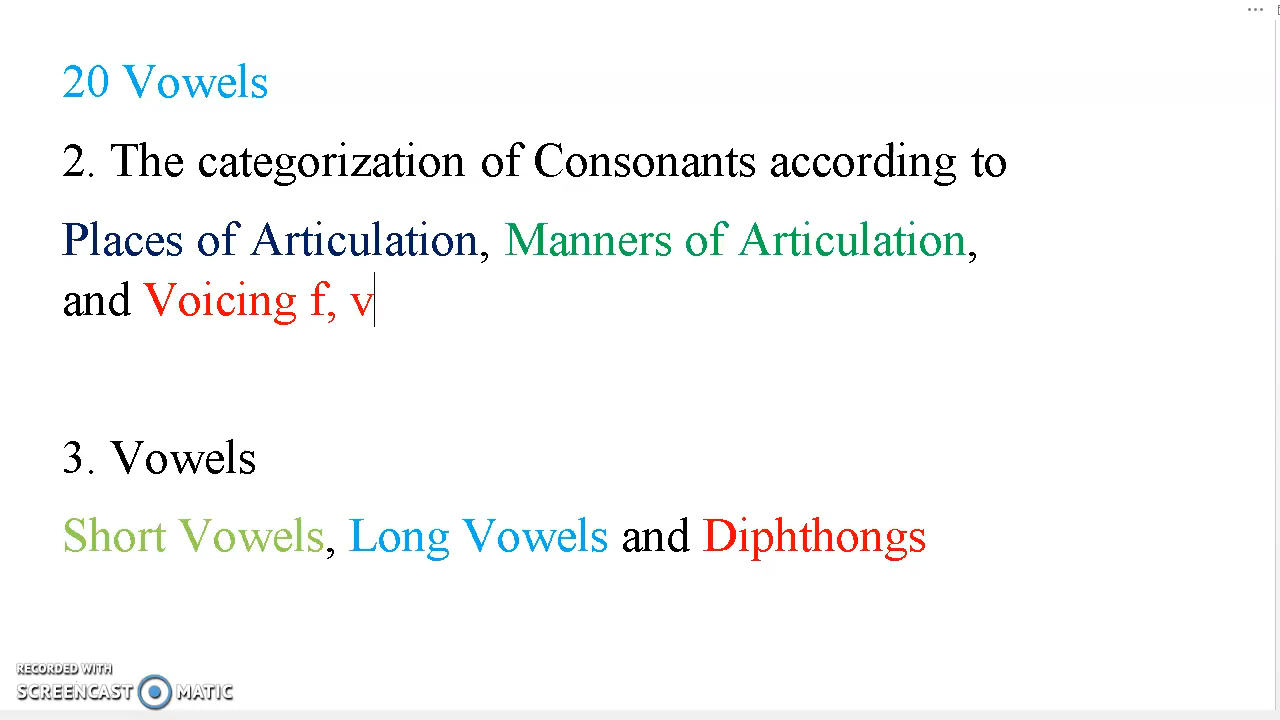 20 Vowels
2. The categorization of Consonants according to
Places of Articulation, Manners of Articulation,
and Voicing f, v
3. Vowels
Short Vowels, Long Vowels and Diphthongs
RECORDED WITH
SCREENCAST MATIC